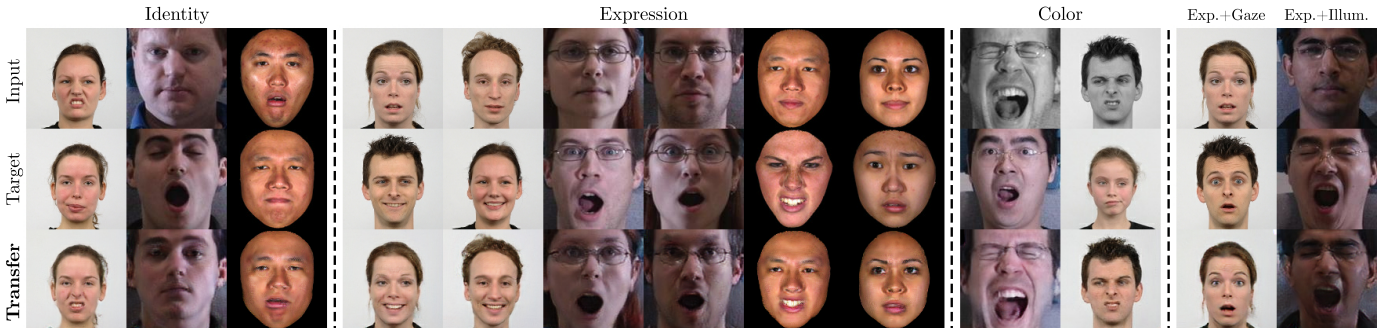 Identity
Expression
Color
Exp.+Gaze
Exp.+Illum.
Input
Target
Transfer